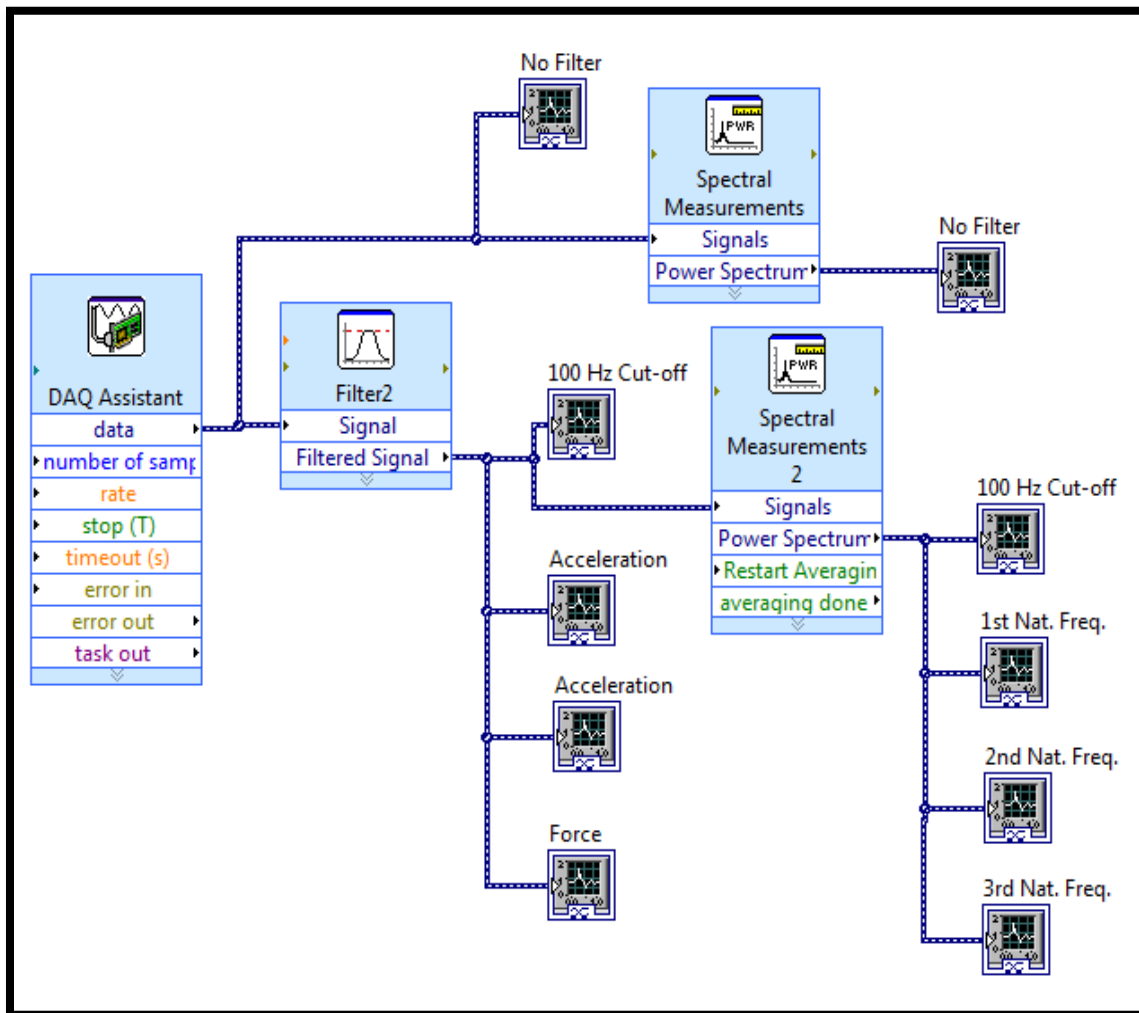 No Filter
PWR
Spectral
Measurements
Signals
Power Spectrum
No Filter
DAQ Assistant
data
number of samp
rate
stop (T)
timeout (s)
error in
error out
task out
Filter2
Signal
Filtered Signal
100 Hz Cut-off
Acceleration
Acceleration
Force
PWR
Spectral
Measurements
2
Signals
Power Spectrum
Restart Averagin
averaging done
100 Hz Cut-off
1st Nat. Freq.
2nd Nat. Freq.
3rd Nat. Freq.